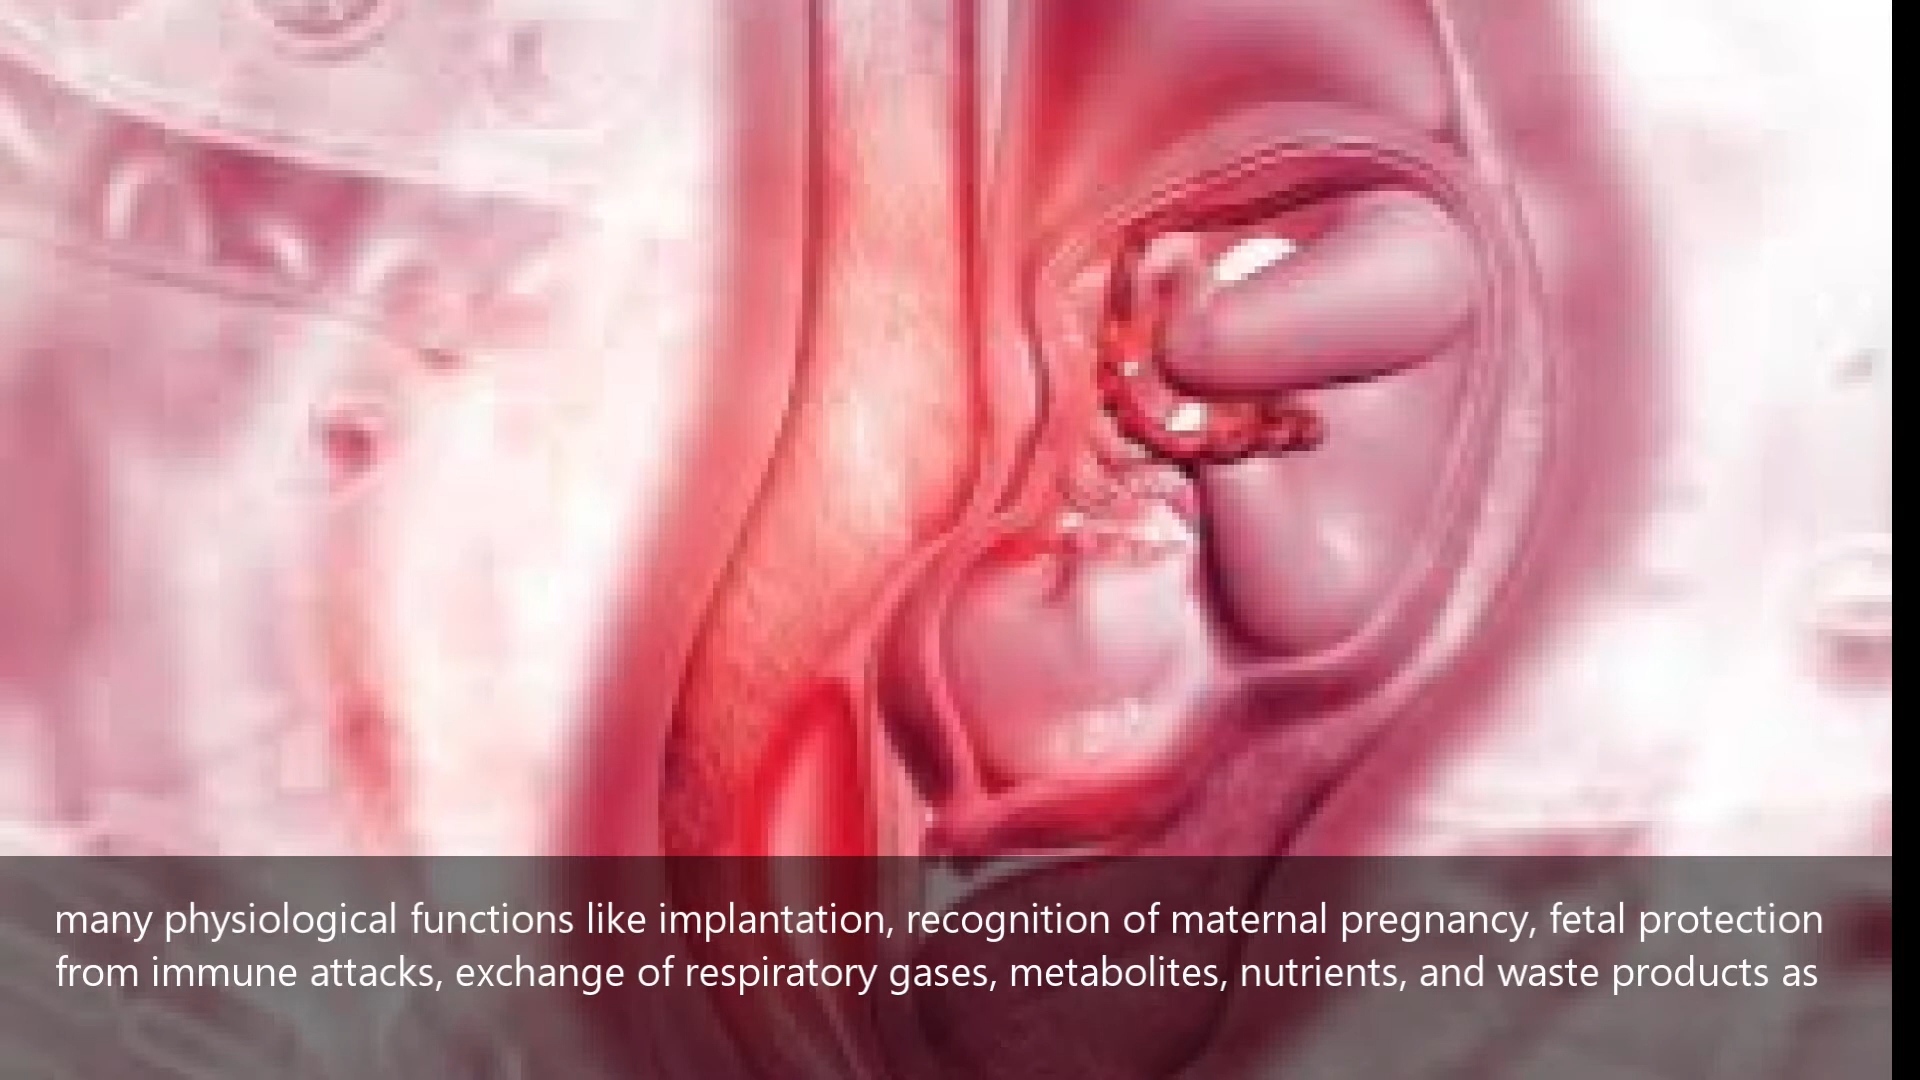 many physiological functions like implantation, recognition of maternal pregnancy, fetal protection
from immune attacks, exchange of respiratory gases, metabolites, nutrients, and waste products as